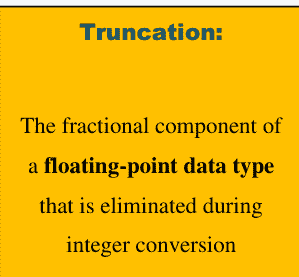 Truncation:
The fractional component of
a floating-point data type
that is eliminated during
integer conversion